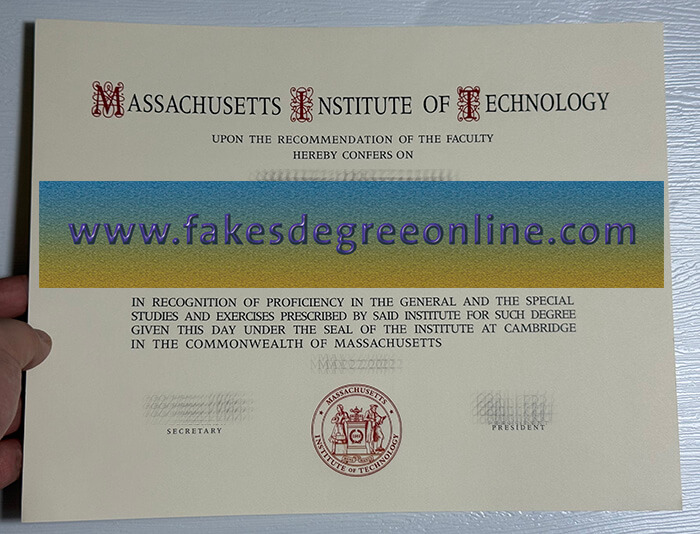 MASSACHUSETTS INSTITUTE OF TECHNOLOGY
UPON THE RECOMMENDATION OF THE FACULTY
HEREBY CONFERS ON
www.fakesdegreeonline.com
IN RECOGNITION OF PROFICIENCY IN THE GENERAL AND THE SPECIAL
STUDIES AND EXERCISES PRESCRIBED BY SAID INSTITUTE FOR SUCH DEGREE
GIVEN THIS DAY UNDER THE SEAL OF THE INSTITUTE AT CAMBRIDGE
IN THE COMMONWEALTH OF MASSACHUSETTS
SECRETARY
MASSACHUSETTS
INSTITUTE OF TECHNOLOGY
PRESIDENT